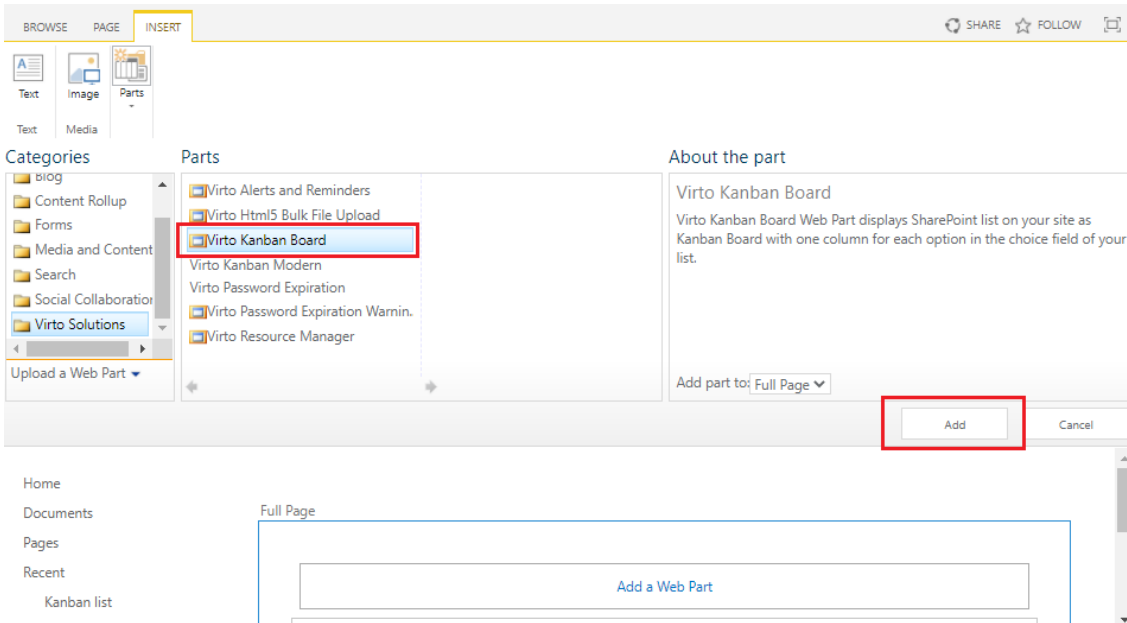 BROWSE PAGE INSERT SHARE FOLLOW
Text Image Parts
Text Media
Categories
Blog
Content Rollup
Forms
Media and Content
Search
Social Collaboration
Virto Solutions
Upload a Web Part
Parts
Virto Alerts and Reminders
Virto Html5 Bulk File Upload
Virto Kanban Board
Virto Kanban Modern
Virto Password Expiration
Virto Password Expiration Warnin.
Virto Resource Manager
About the part
Virto Kanban Board
Virto Kanban Board Web Part displays SharePoint list on your site as
Kanban Board with one column for each option in the choice field of your
list.
Add part to: Full Page
Add Cancel
Home
Documents
Pages
Recent
Kanban list
Full Page
Add a Web Part